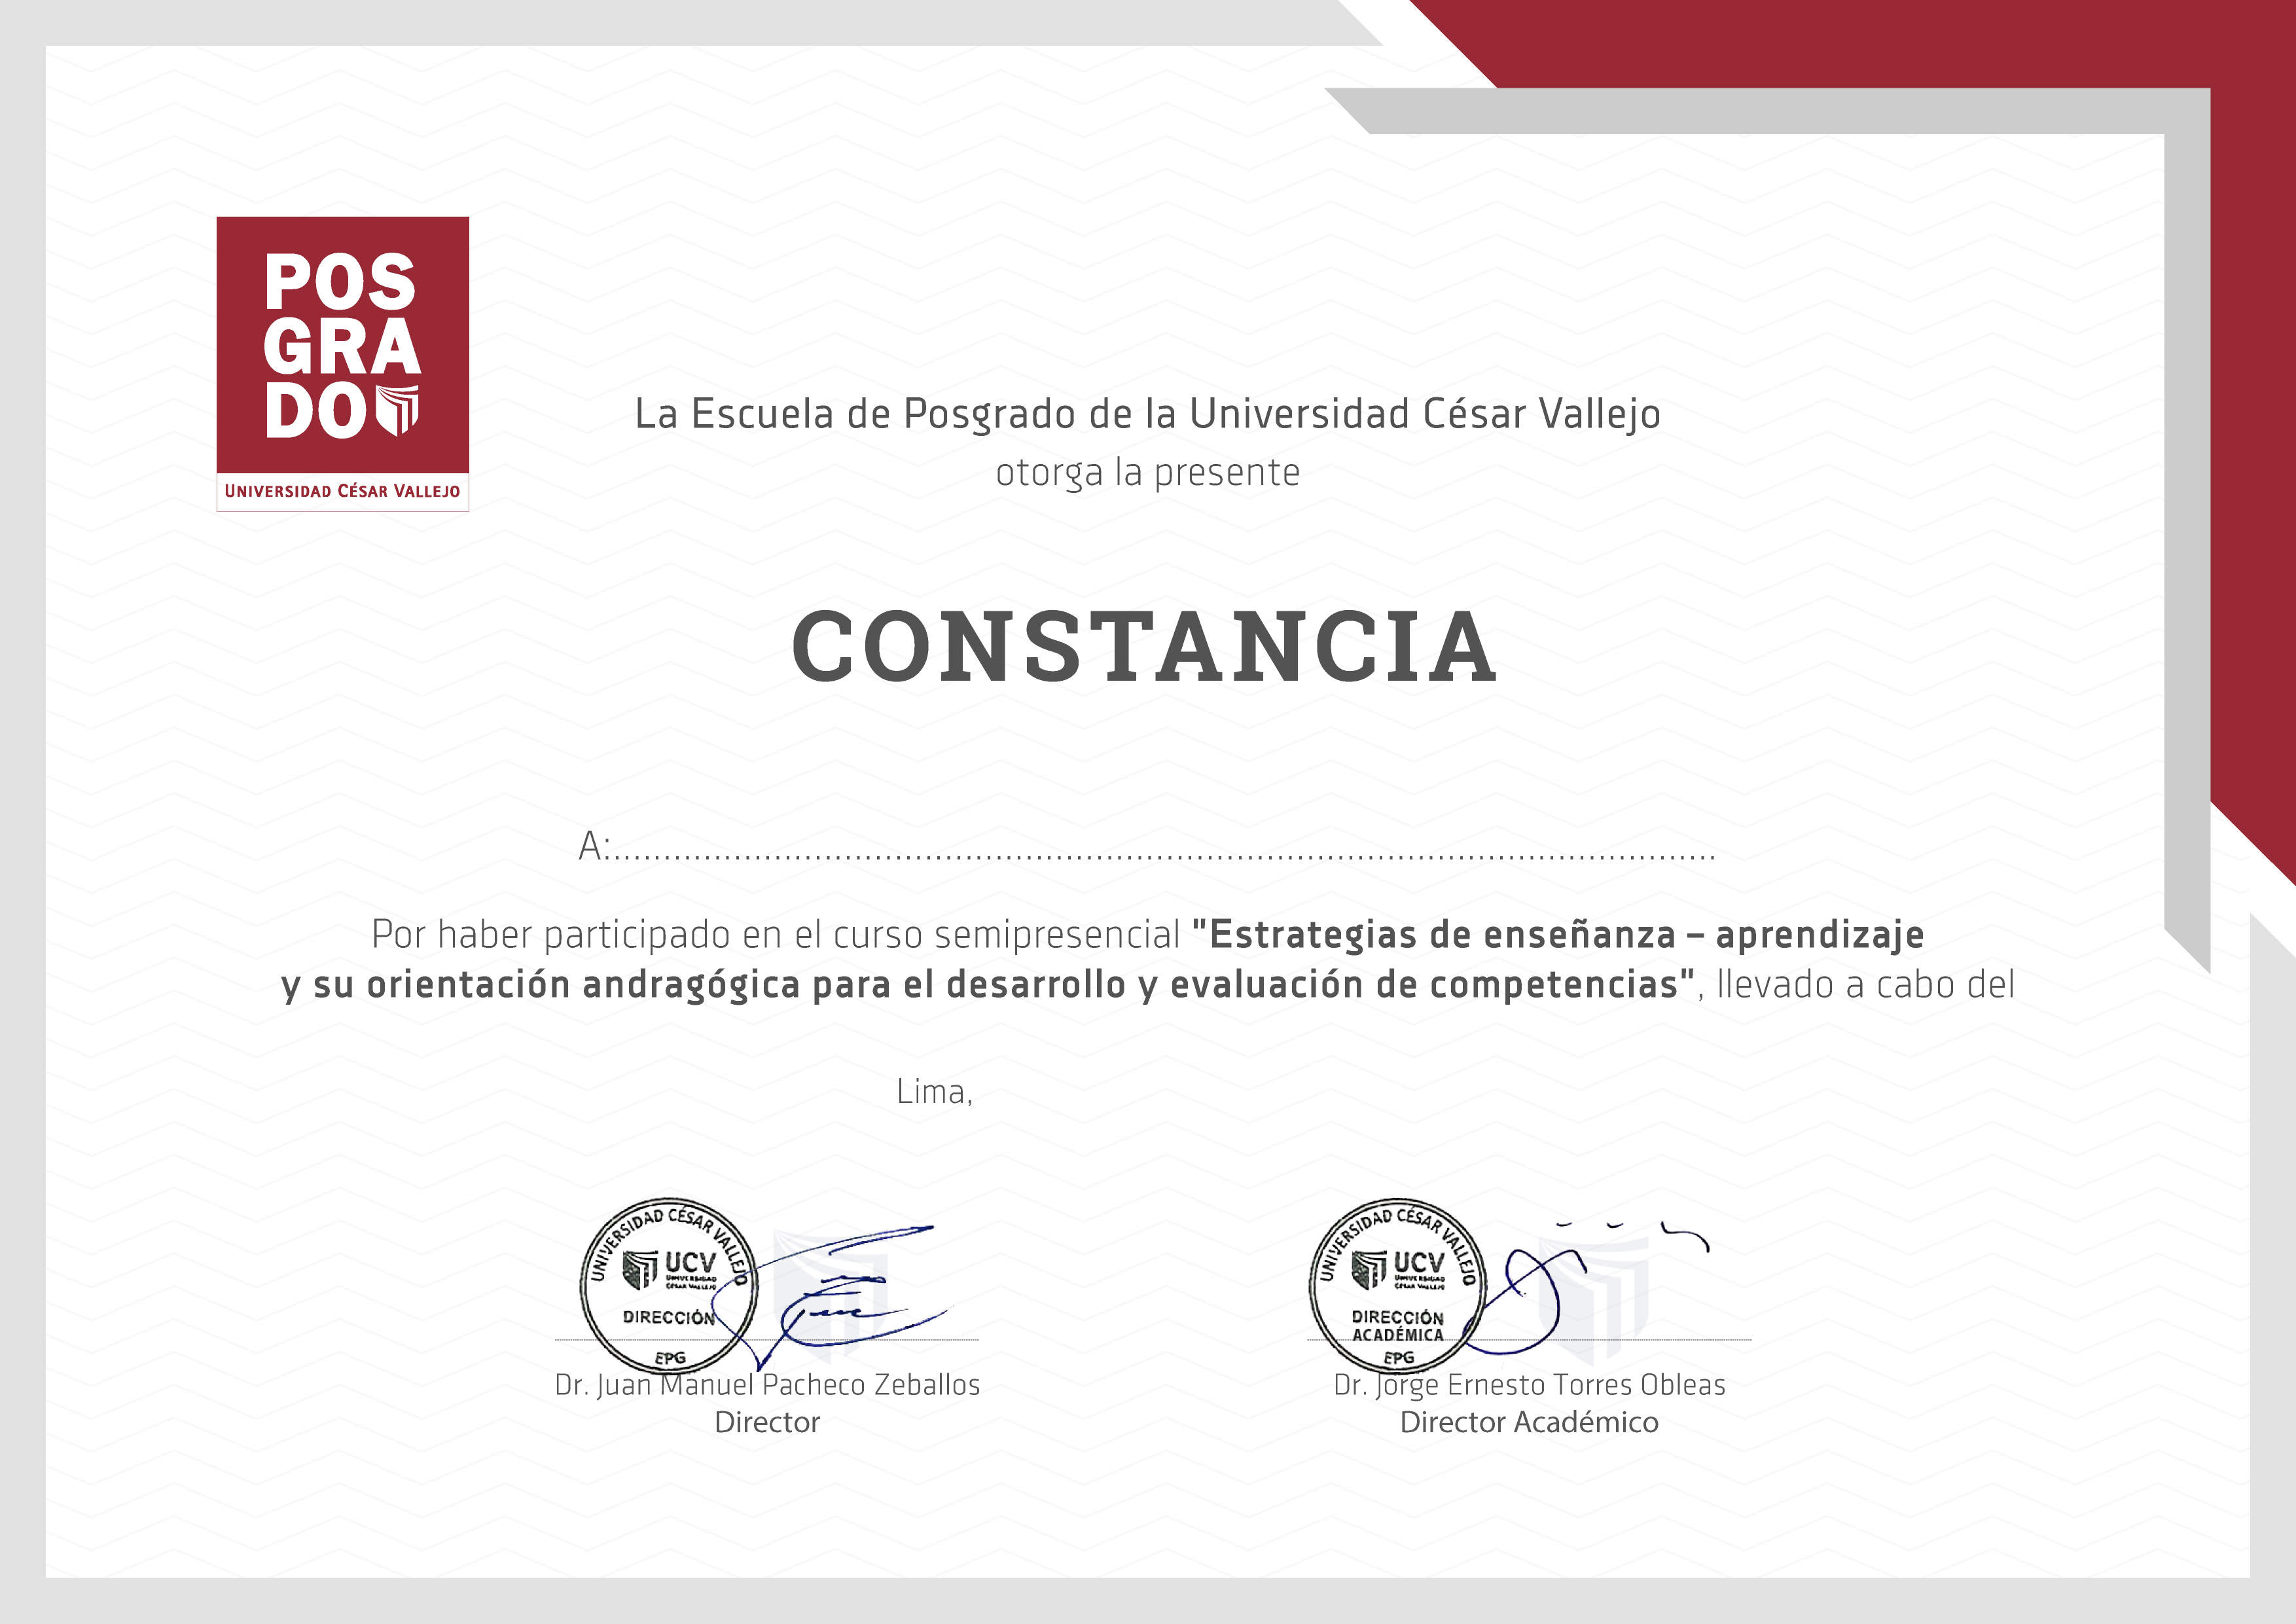 POS
GRA
DO
UNIVERSIDAD CÉSAR VALLEJO
La Escuela de Posgrado de la Universidad César Vallejo
otorga la presente
CONSTANCIA
A:..............................................................................................................
Por haber participado en el curso semipresencial "Estrategias de enseñanza – aprendizaje
y su orientación andragógica para el desarrollo y evaluación de competencias", llevado a cabo del
Lima,
UNIVERSIDAD CÉSAR VALLEJO
UCV
UNIVERSIDAD
CÉSAR VALLEJO
DIRECCIÓN
EPG
Dr. Juan Manuel Pacheco Zeballos
Director
UNIVERSIDAD CÉSAR VALLEJO
UCV
UNIVERSIDAD
CÉSAR VALLEJO
DIRECCIÓN
ACADÉMICA
EPG
Dr. Jorge Ernesto Torres Obleas
Director Académico